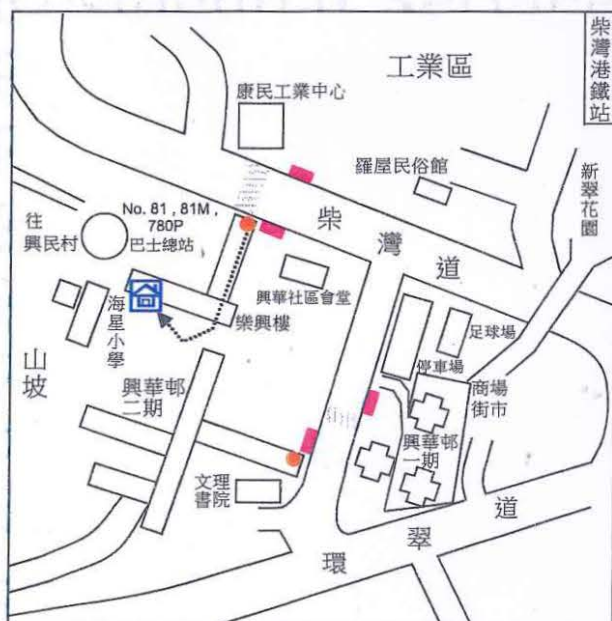 柴灣港鐵站
工業區
康民工業中心
羅屋民俗館
新翠花園
No. 81 , 81M ,
780P
巴士總站
往
興民村
柴灣道
興華社區會堂
海星小學
樂興樓
足球場
停車場
山坡
興華邨
二期
商場
街市
興華邨
一期
文理
書院
環翠道